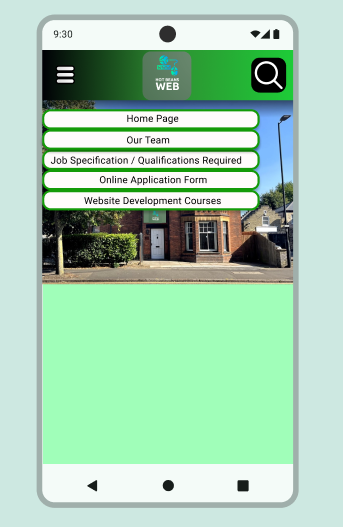 9:30
HOT BEANS
WEB
Home Page
Our Team
Job Specification / Qualifications Required
Online Application Form
Website Development Courses